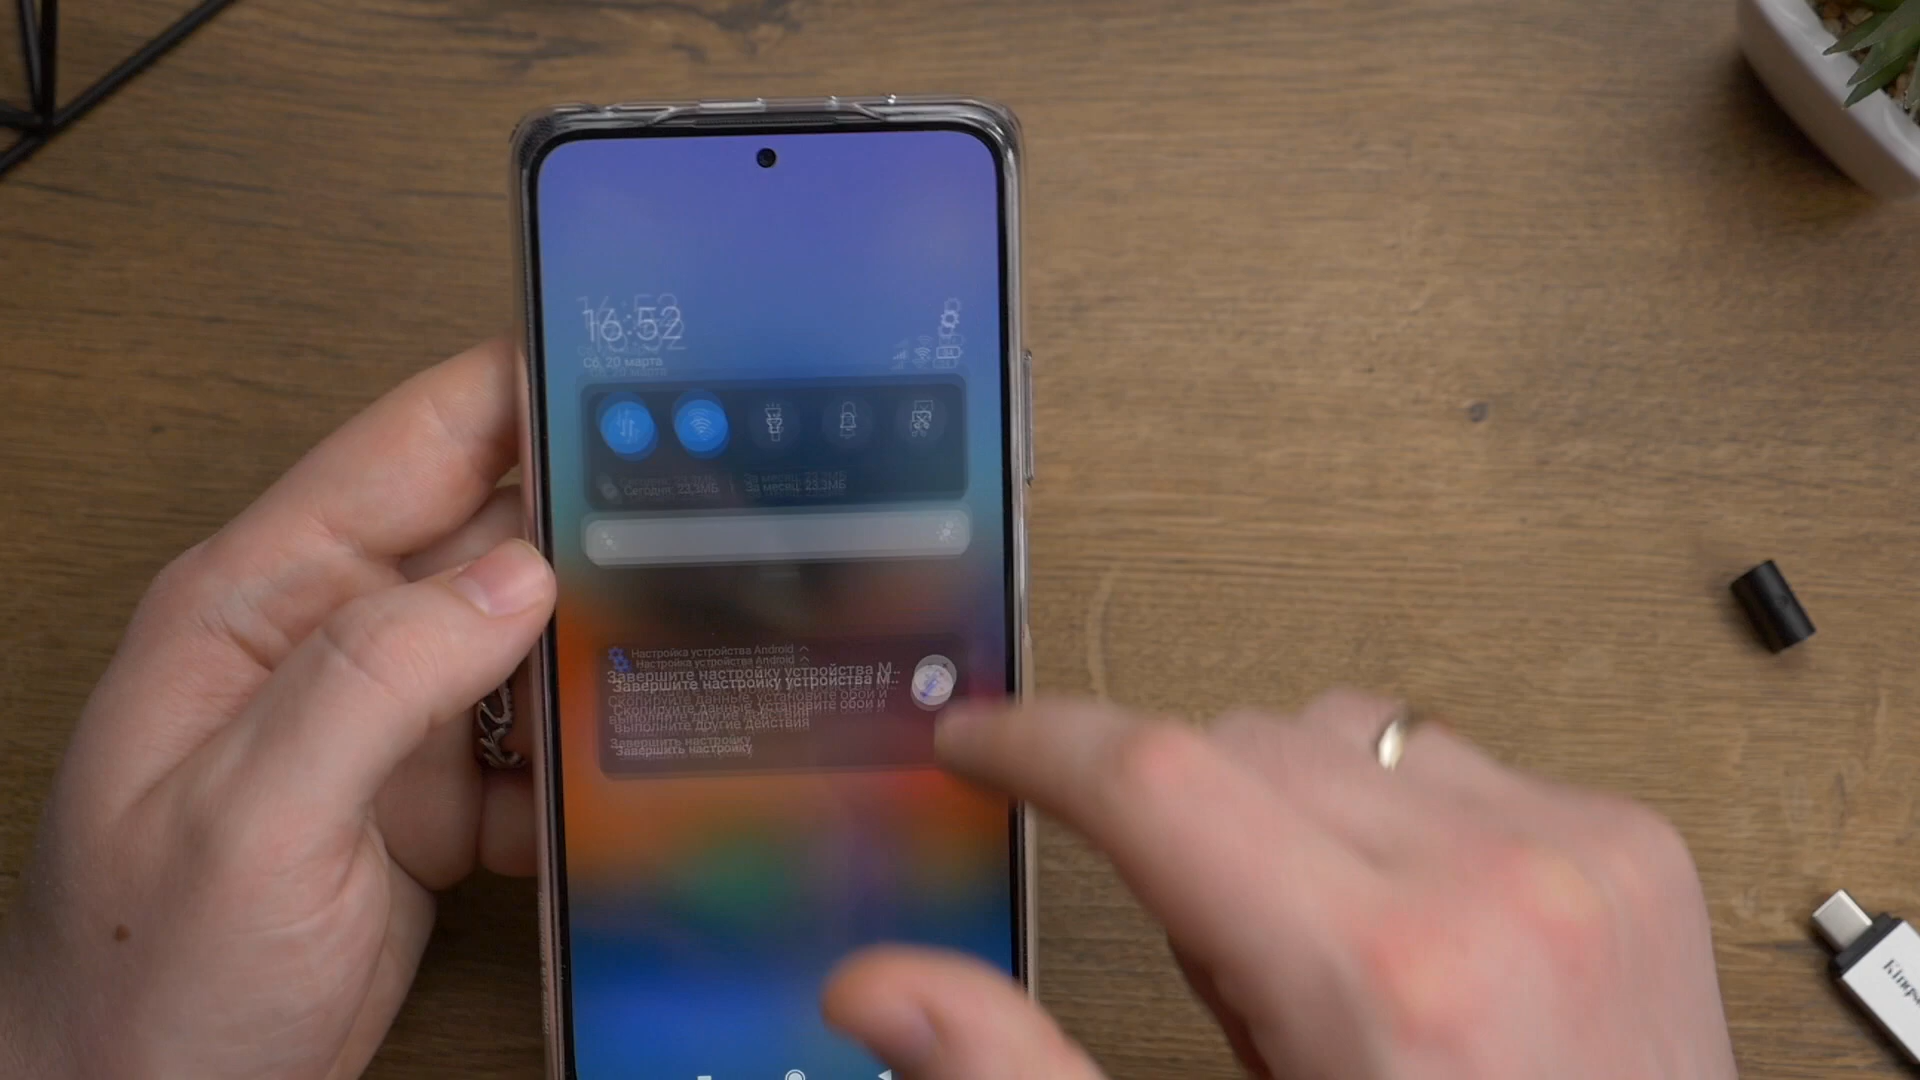 16:52
Сб, 20 марта
Сегодня: 23,3МБ
За месяц: 23,3МБ
Настройка устройства Android
Завершите настройку устройства M..
Скопируйте данные, установите обои и
выполните другие действия
Завершить настройку